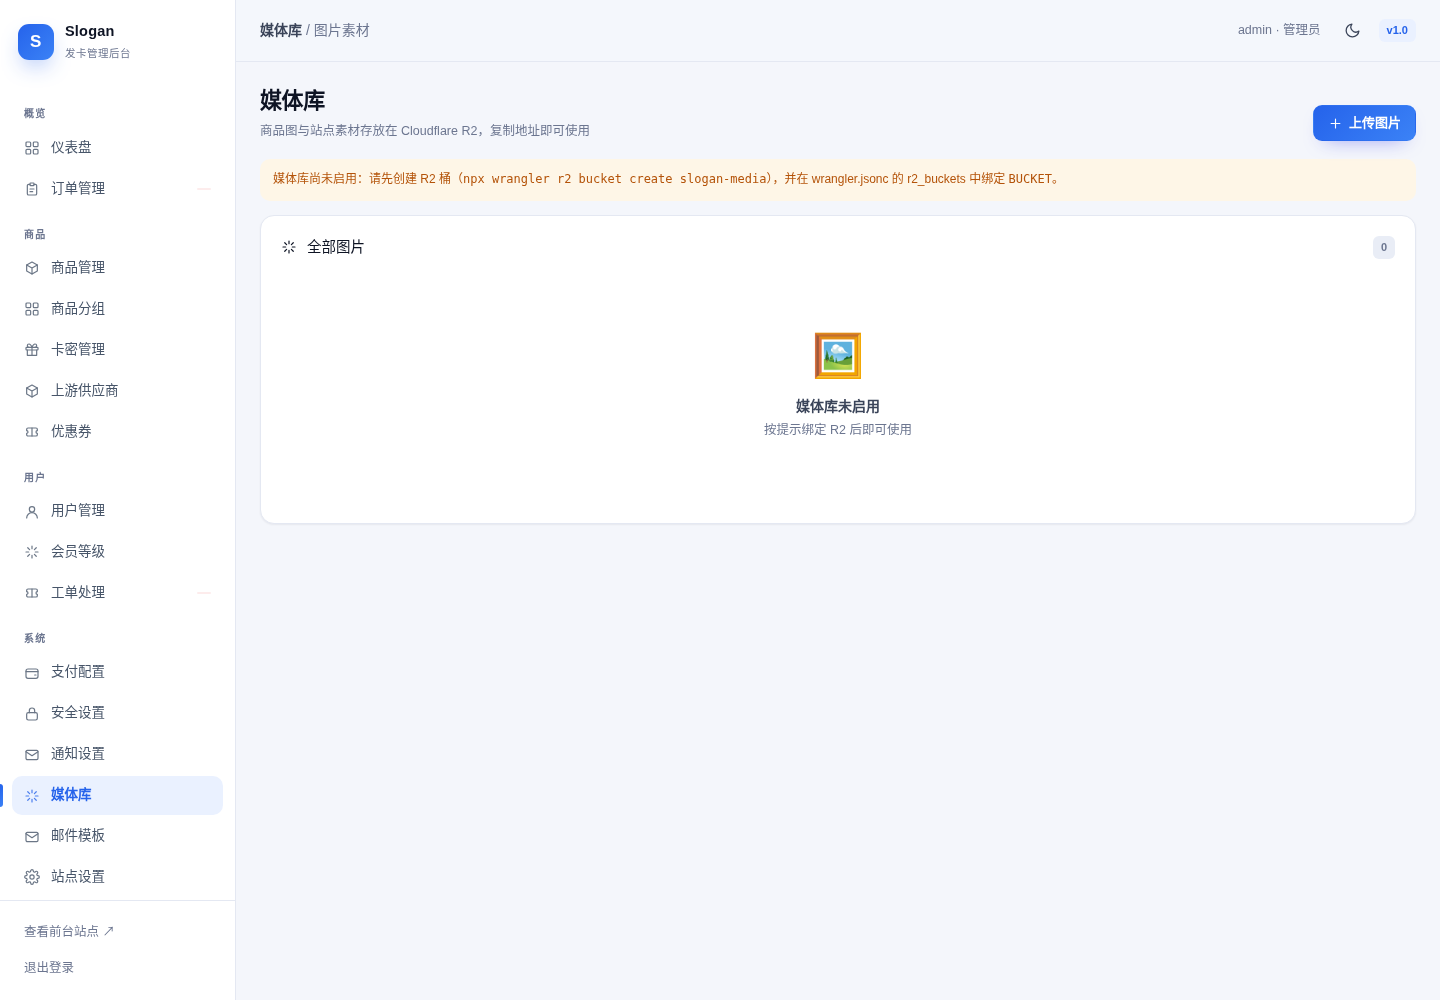 S
Slogan
发卡管理后台
概览
仪表盘
订单管理
商品
商品管理
商品分组
卡密管理
上游供应商
优惠券
用户
用户管理
会员等级
工单处理
系统
支付配置
安全设置
通知设置
媒体库
邮件模板
站点设置
查看前台站点 ↗
退出登录
媒体库 / 图片素材
admin · 管理员
v1.0
媒体库
商品图与站点素材存放在 Cloudflare R2，复制地址即可使用
+ 上传图片
媒体库尚未启用：请先创建 R2 桶（npx wrangler r2 bucket create slogan-media），并在 wrangler.jsonc 的 r2_buckets 中绑定 BUCKET。
全部图片
0
媒体库未启用
按提示绑定 R2 后即可使用